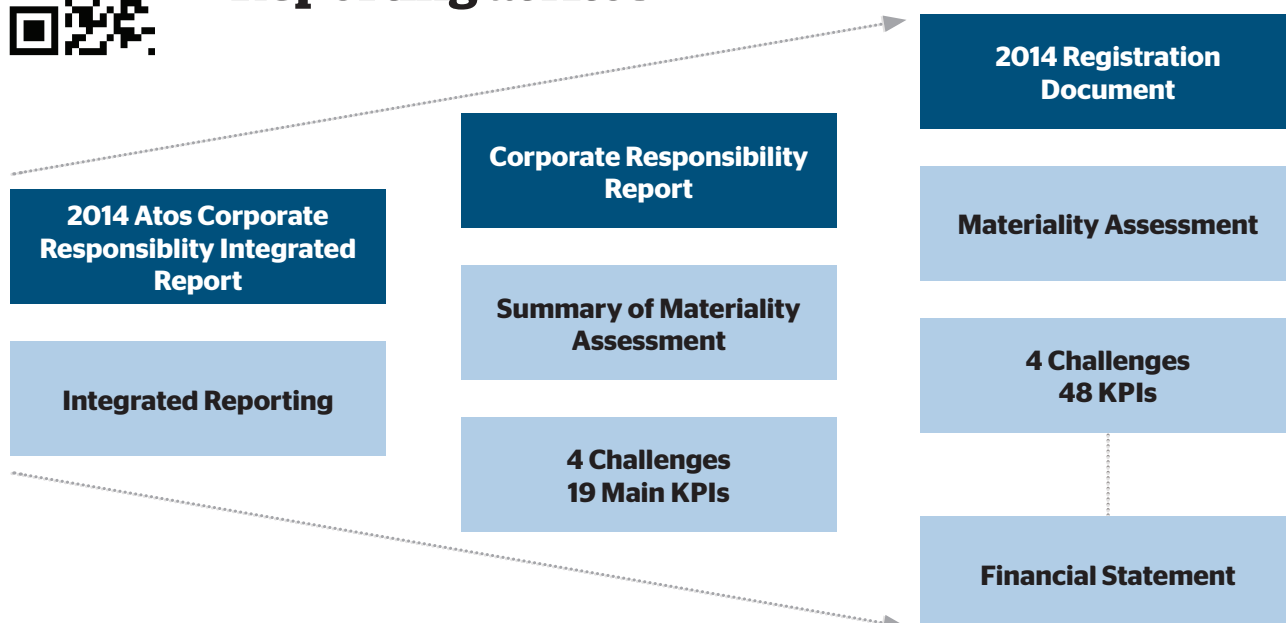 2014 Atos Corporate
Responsiblity Integrated
Report
Integrated Reporting
Corporate Responsibility
Report
Summary of Materiality
Assessment
4 Challenges
19 Main KPIs
2014 Registration
Document
Materiality Assessment
4 Challenges
48 KPIs
Financial Statement